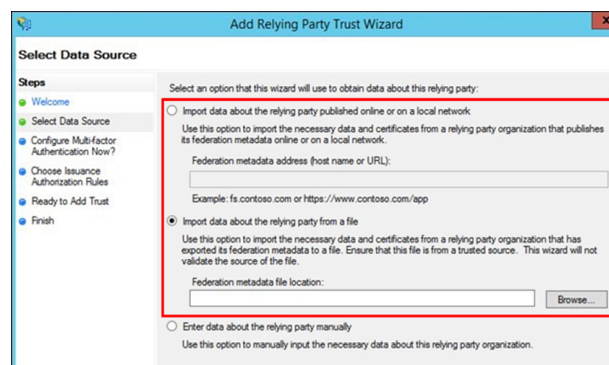 Add Relying Party Trust Wizard
x
Select Data Source
Steps
Welcome
Select Data Source
Configure Multi-factor
Authentication Now?
Choose Issuance
Authorization Rules
Ready to Add Trust
Finish
Select an option that this wizard will use to obtain data about this relying party:
Import data about the relying party published online or on a local network
Use this option to import the necessary data and certificates from a relying party organization that publishes
its federation metadata online or on a local network.
Federation metadata address (host name or URL):
Example: fs.contoso.com or https://www.contoso.com/app
Import data about the relying party from a file
Use this option to import the necessary data and certificates from a relying party organization that has
exported its federation metadata to a file. Ensure that this file is from a trusted source. This wizard will not
validate the source of the file.
Federation metadata file location:
Browse...
Enter data about the relying party manually
Use this option to manually input the necessary data about this relying party organization.